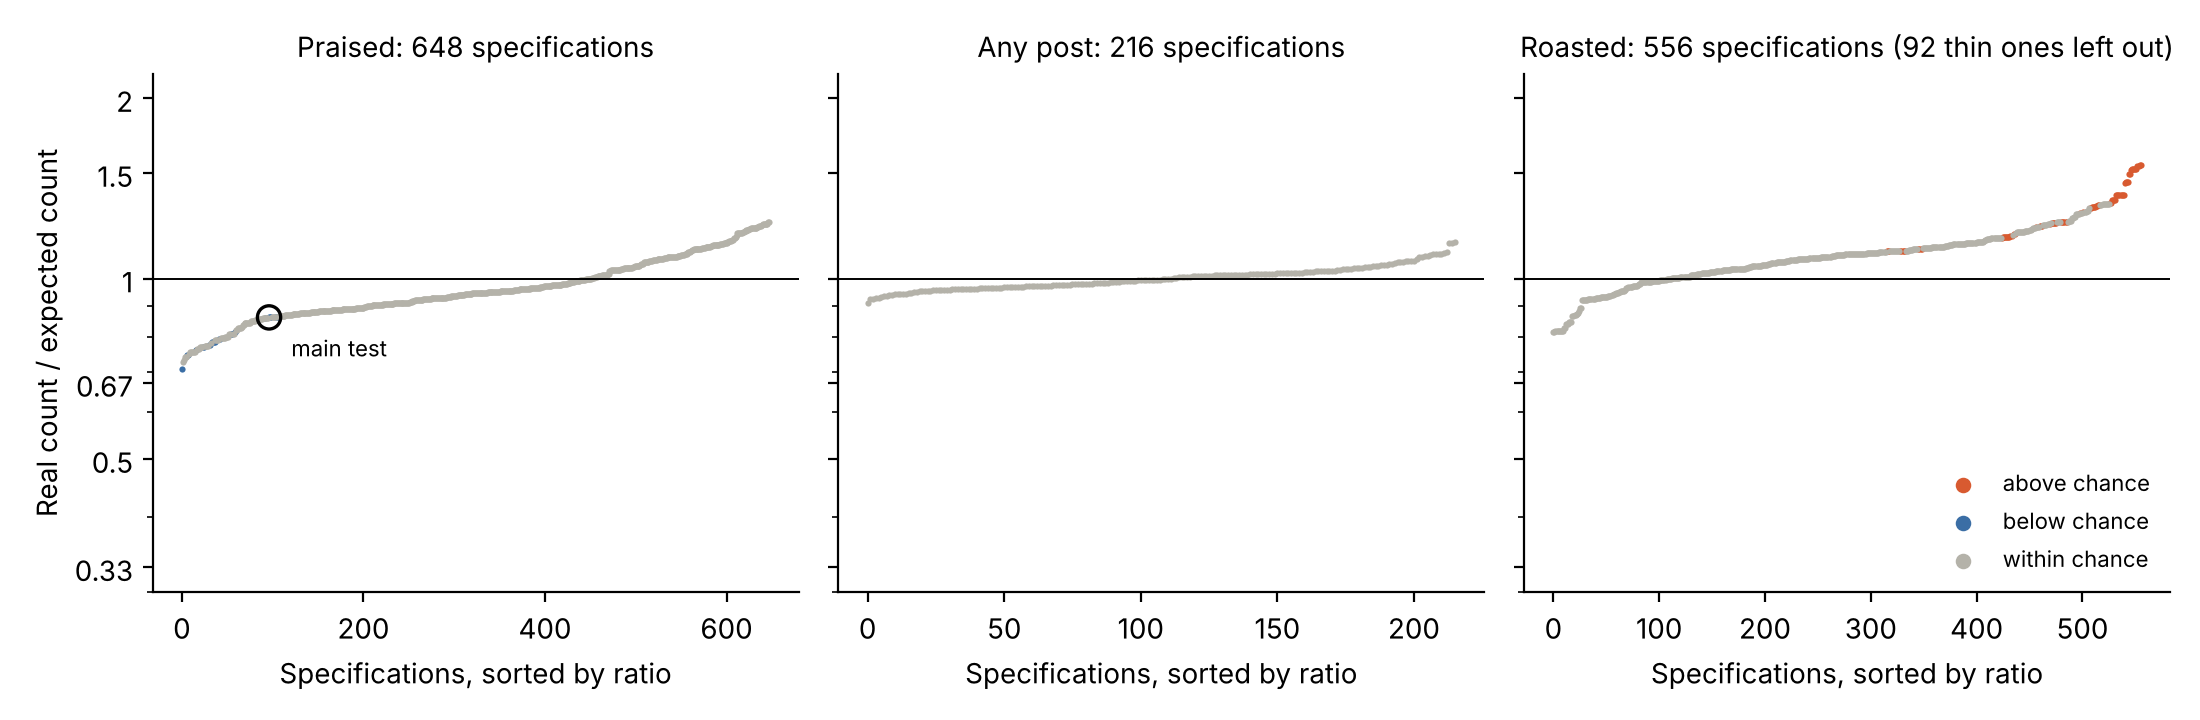 Praised: 648 specifications
Any post: 216 specifications
Roasted: 556 specifications (92 thin ones left out)
Real count / expected count
2
1.5
1
0.67
0.5
0.33
main test
above chance
below chance
within chance
0 200 400 600
0 50 100 150 200
0 100 200 300 400 500
Specifications, sorted by ratio
Specifications, sorted by ratio
Specifications, sorted by ratio